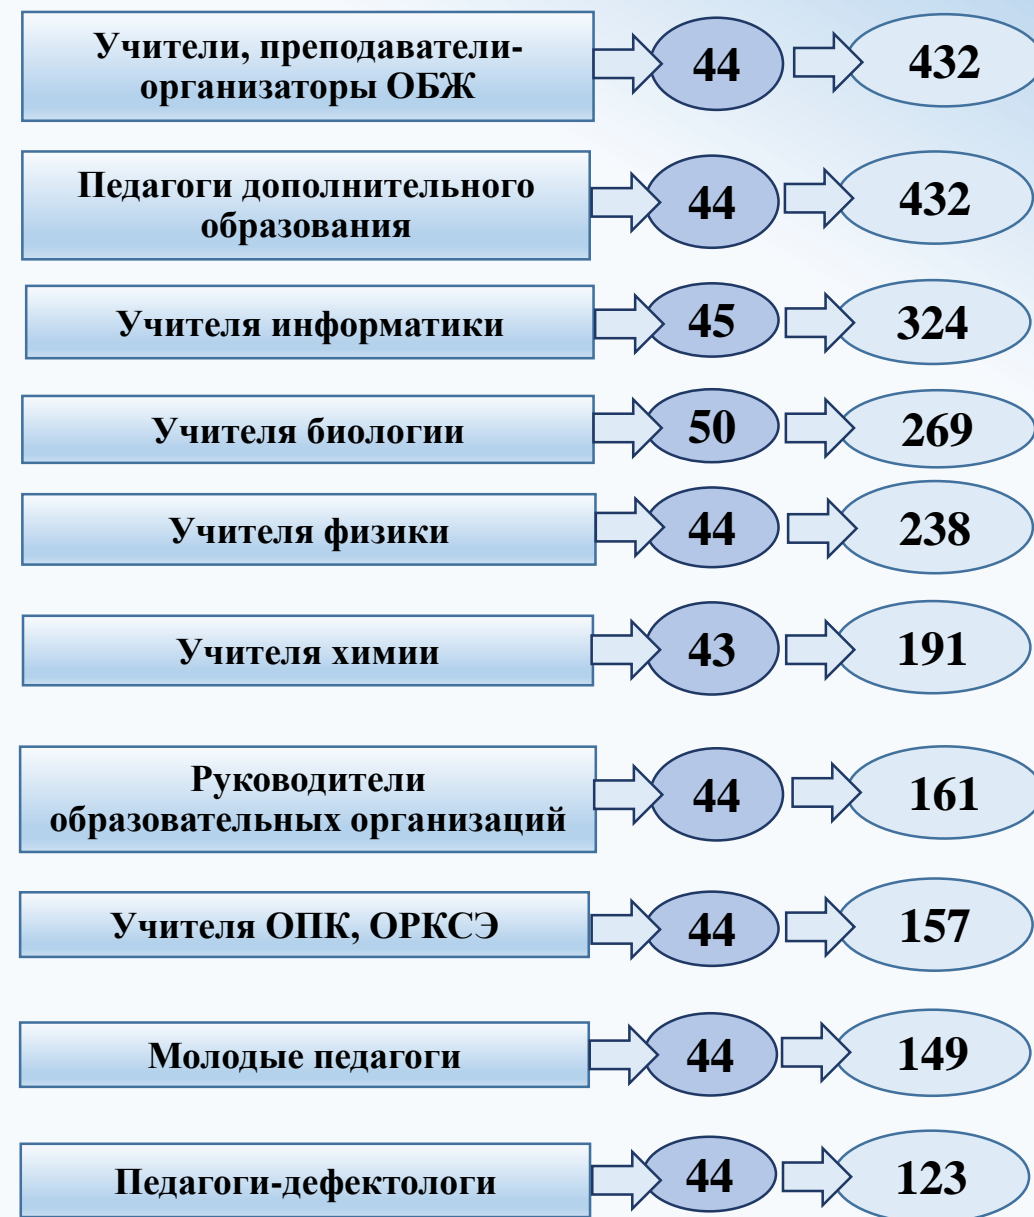 Учители, преподаватели-
организаторы ОБЖ
44
432
Педагоги дополнительного
образования
44
432
Учителя информатики
45
324
Учителя биологии
50
269
Учителя физики
44
238
Учителя химии
43
191
Руководители
образовательных организаций
44
161
Учителя ОПК, ОРКСЭ
44
157
Молодые педагоги
44
149
Педагоги-дефектологи
44
123